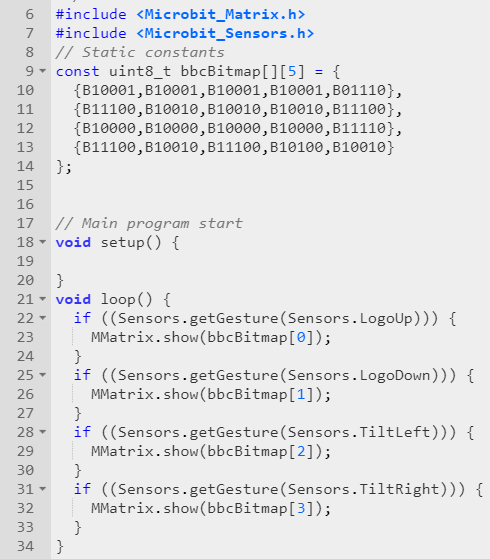 6 #include <Microbit_Matrix.h>
7 #include <Microbit_Sensors.h>
8 // Static constants
9 const uint8_t bbcBitmap[][5] = {
10   {B10001,B10001,B10001,B10001,B01110},
11   {B11100,B10010,B10010,B10010,B11100},
12   {B10000,B10000,B10000,B10000,B11110},
13   {B11100,B10010,B11100,B10100,B10010}
14 };
15
16
17 // Main program start
18 void setup() {
19
20 }
21 void loop() {
22   if ((Sensors.getGesture(Sensors.LogoUp))) {
23     MMatrix.show(bbcBitmap[0]);
24   }
25   if ((Sensors.getGesture(Sensors.LogoDown))) {
26     MMatrix.show(bbcBitmap[1]);
27   }
28   if ((Sensors.getGesture(Sensors.TiltLeft))) {
29     MMatrix.show(bbcBitmap[2]);
30   }
31   if ((Sensors.getGesture(Sensors.TiltRight))) {
32     MMatrix.show(bbcBitmap[3]);
33   }
34 }